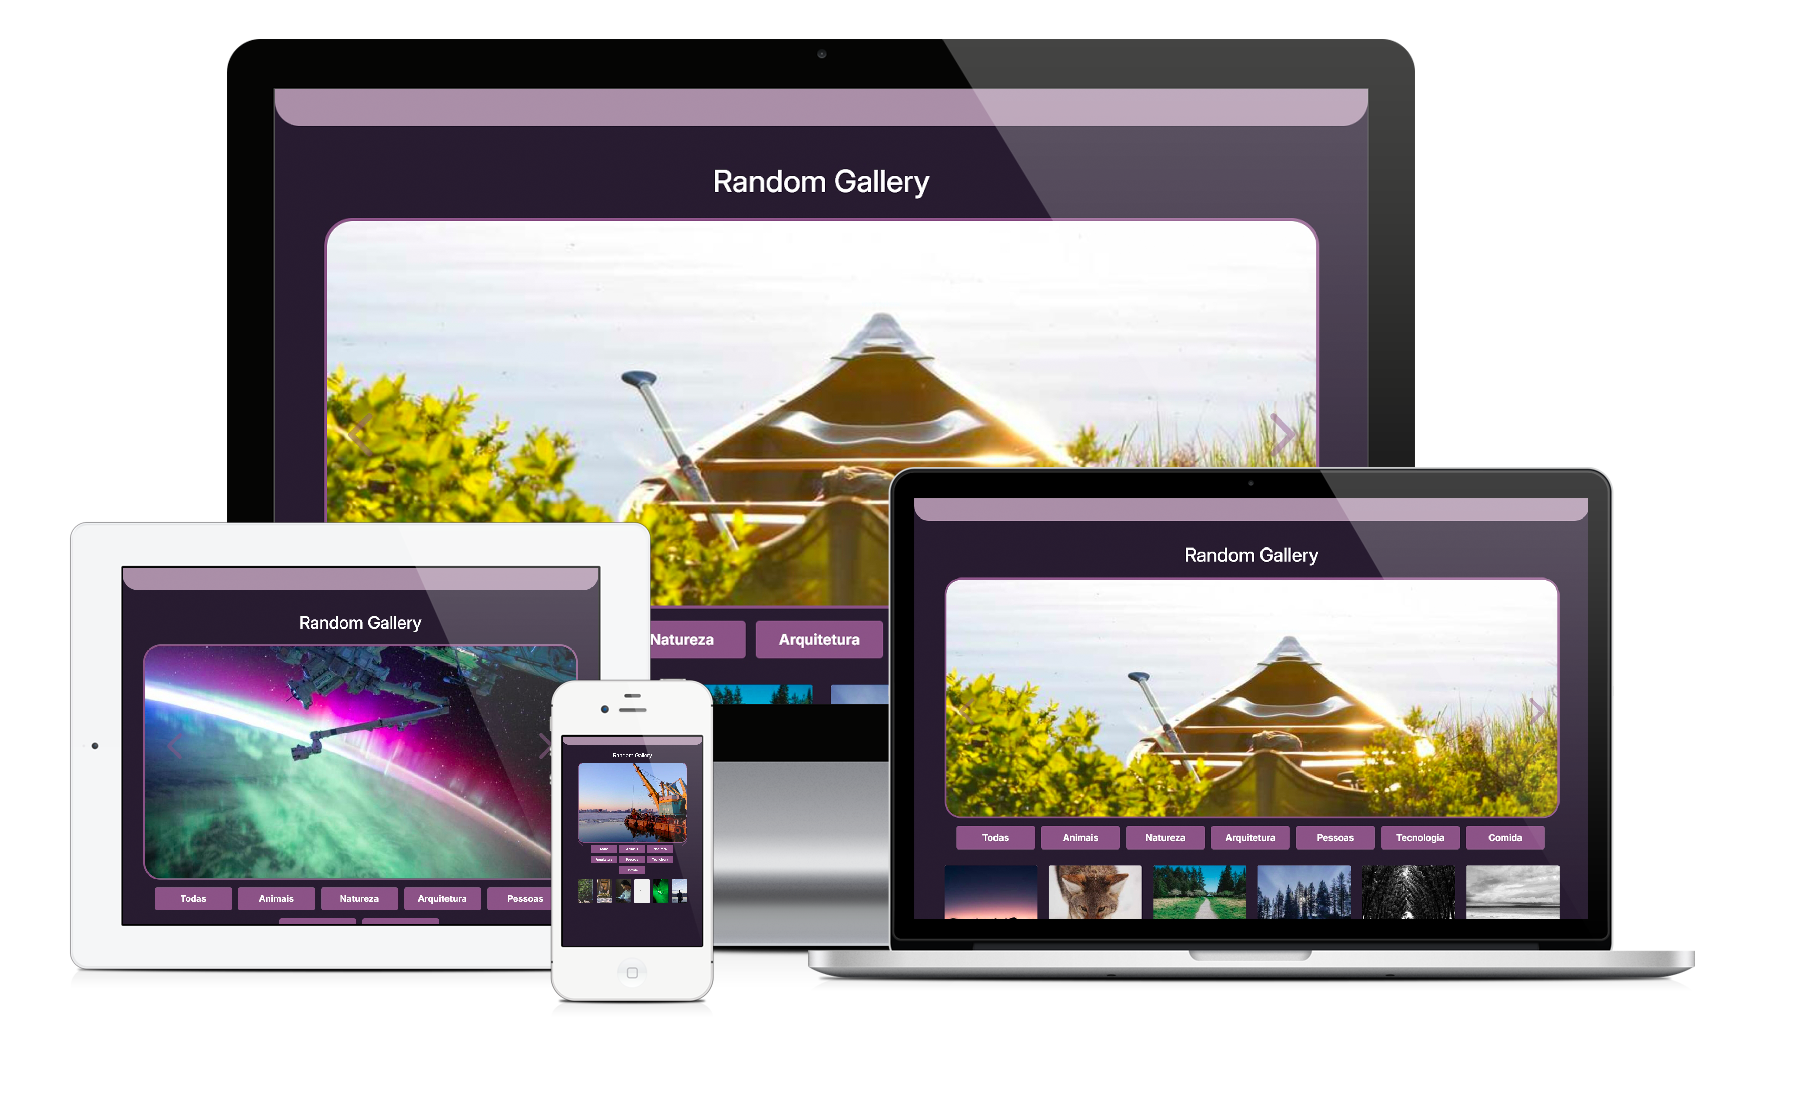 Random Gallery
Natureza
Arquitetura
Random Gallery
Todas
Animais
Natureza
Arquitetura
Pessoas
Random Gallery
Random Gallery
Todas
Animais
Natureza
Arquitetura
Pessoas
Tecnologia
Comida